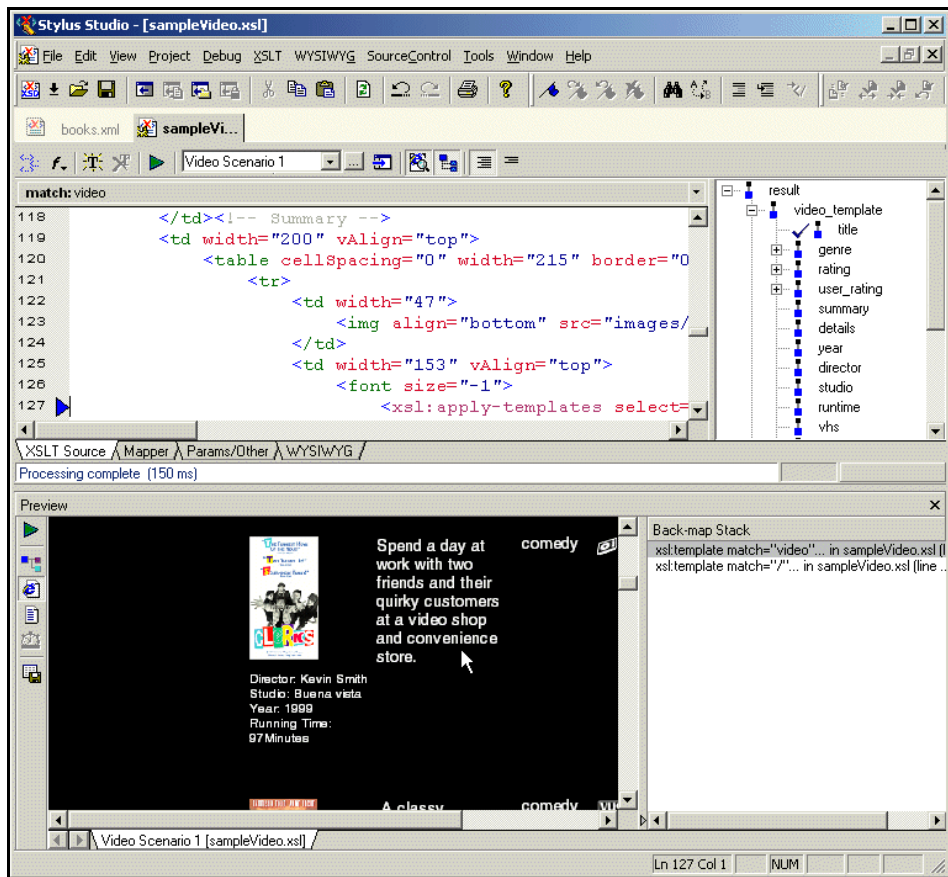 Stylus Studio - [sampleVideo.xsl]
File Edit View Project Debug XSLT WYSIWYG SourceControl Tools Window Help
books.xml sampleVi...
Video Scenario 1
match: video
118 </td><!-- Summary -->
119 <td width="200" vAlign="top">
120 <table cellSpacing="0" width="215" border="0
121 <tr>
122 <td width="47">
123 <img align="bottom" src="images/
124 </td>
125 <td width="153" vAlign="top">
126 <font size="-1">
127 <xsl:apply-templates select=
result
video_template
title
genre
rating
user_rating
summary
details
year
director
studio
runtime
vhs
XSLT Source Mapper Params/Other WYSIWYG
Processing complete (150 ms)
Preview
CLERKS
Director: Kevin Smith
Studio: Buena vista
Year: 1999
Running Time:
97Minutes
Spend a day at
work with two
friends and their
quirky customers
at a video shop
and convenience
store.
comedy
A classy
comedy
Back-map Stack
xsl:template match="video"... in sampleVideo.xsl (l
xsl:template match="/"... in sampleVideo.xsl (line ...
Video Scenario 1 [sampleVideo.xsl]
Ln 127 Col 1 NUM